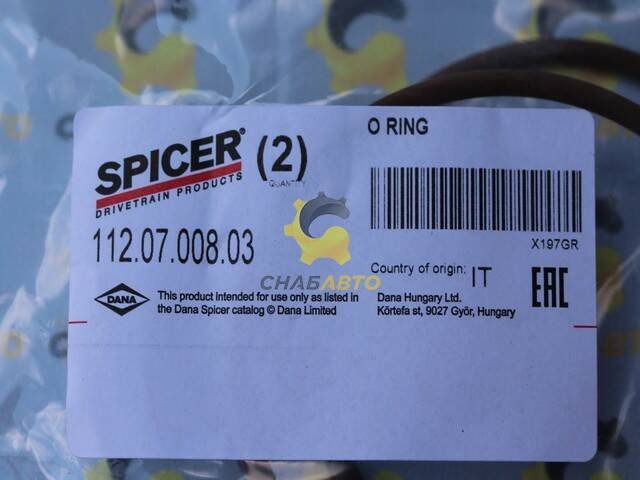 SPICER®
DRIVETRAIN PRODUCTS
(2)
QUANTITY
O RING
112.07.008.03
X197GR
СНАБАВТО
Country of origin: IT
EAC
DANA
This product intended for use only as listed in
the Dana Spicer catalog © Dana Limited
Dana Hungary Ltd.
Körtefa st, 9027 Győr, Hungary